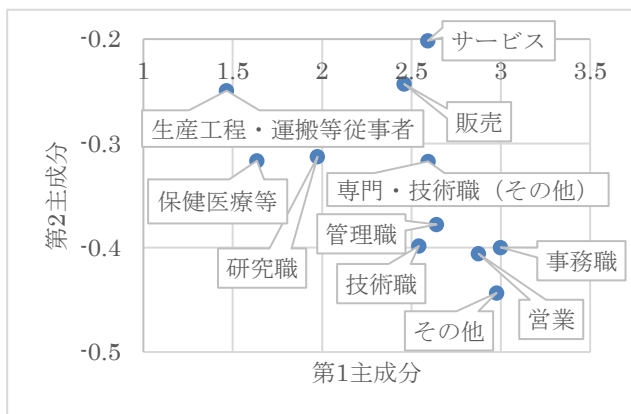 -0.2
サービス
1
1.5
2
2.5
3
3.5
生産工程・運搬等従事者
販売
-0.3
保健医療等
専門・技術職（その他）
第2主成分
管理職
研究職
技術職
事務職
-0.4
その他
営業
-0.5
第1主成分